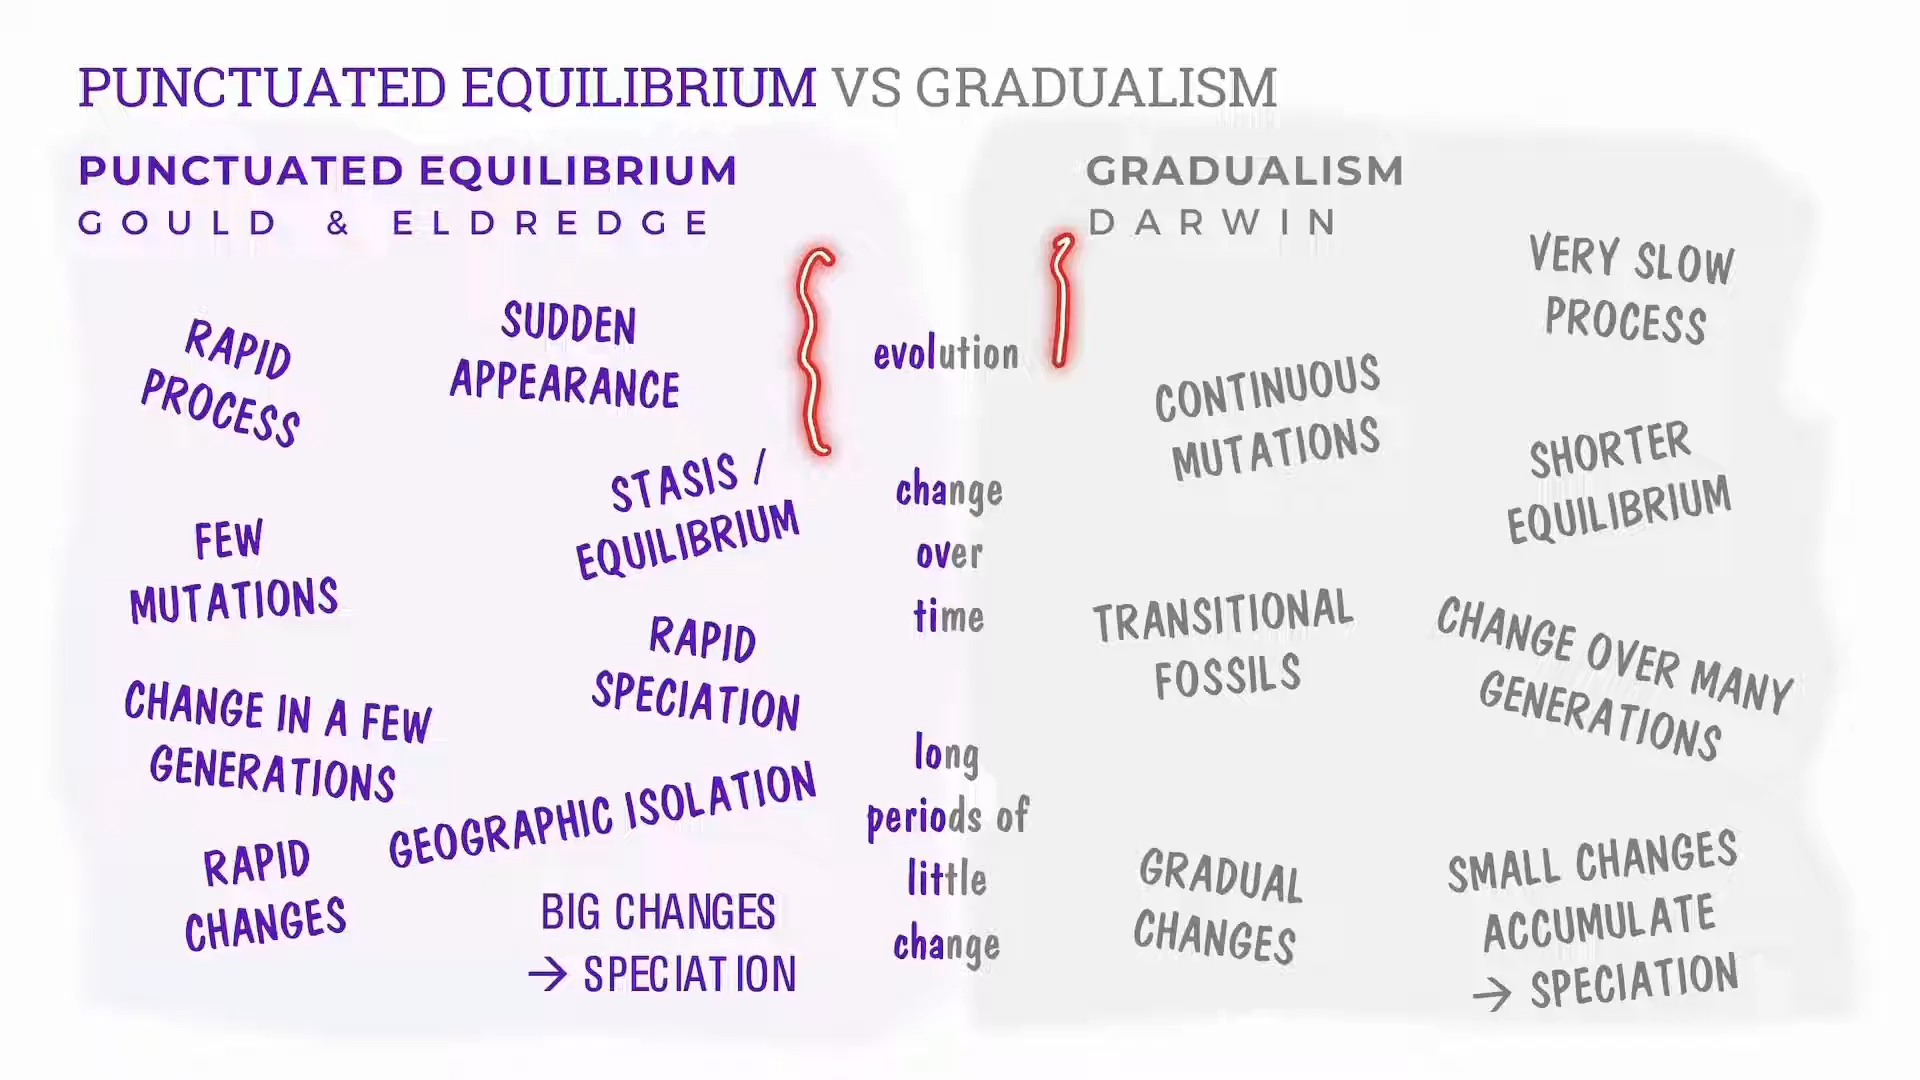 PUNCTUATED EQUILIBRIUM VS GRADUALISM
PUNCTUATED EQUILIBRIUM
GOULD & ELDREDGE
RAPID
PROCESS
SUDDEN
APPEARANCE
STASIS /
EQUILIBRIUM
FEW
MUTATIONS
RAPID
SPECIATION
CHANGE IN A FEW
GENERATIONS
GEOGRAPHIC ISOLATION
RAPID
CHANGES
BIG CHANGES
→ SPECIATION
evolution
change
over
time
long
periods of
little
change
GRADUALISM
DARWIN
VERY SLOW
PROCESS
CONTINUOUS
MUTATIONS
SHORTER
EQUILIBRIUM
TRANSITIONAL
FOSSILS
CHANGE OVER MANY
GENERATIONS
GRADUAL
CHANGES
SMALL CHANGES
ACCUMULATE
→ SPECIATION